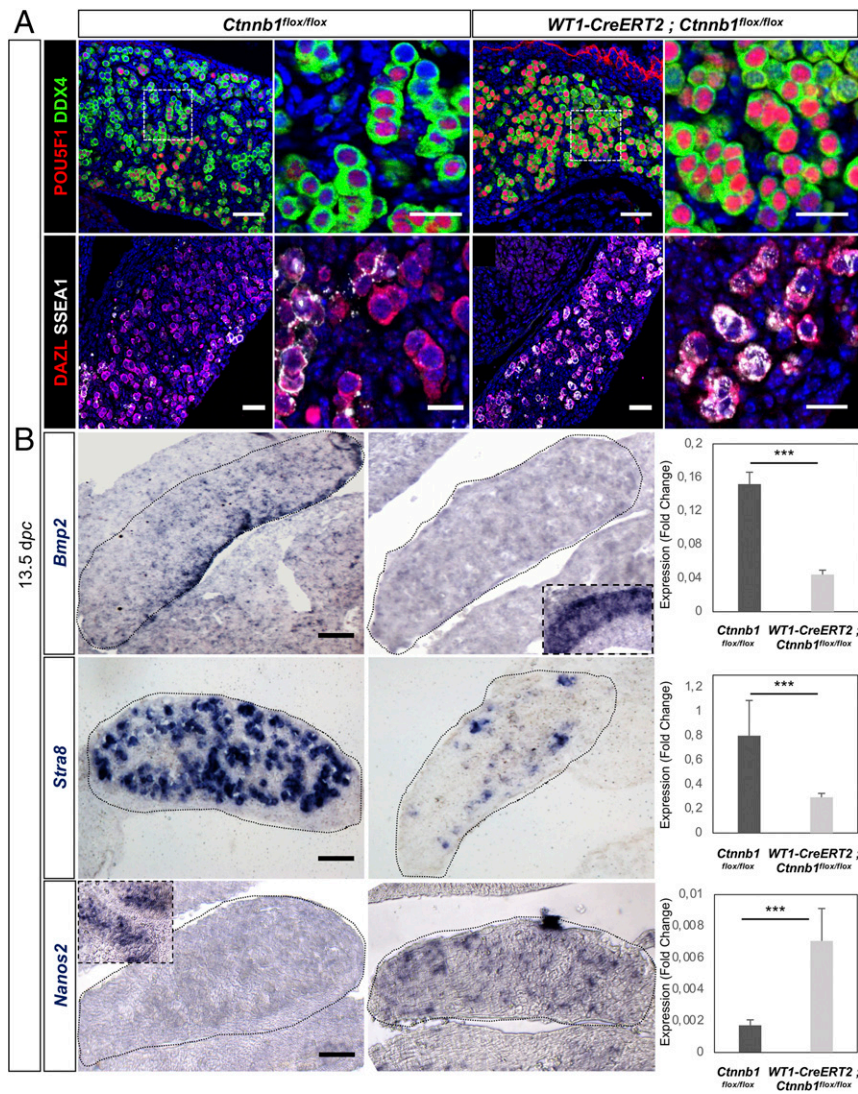 A
Ctnnb1flox/flox
WT1-CreERT2 ; Ctnnb1flox/flox
POU5F1 DDX4
DAZL SSEA1
13.5 dpc
B
Bmp2
0,2
0,16
0,12
0,08
0,04
0
Expression (Fold Change)
***
Ctnnb1
flox/flox
WT1-CreERT2 ;
Ctnnb1flox/flox
Stra8
1,2
1
0,8
0,6
0,4
0,2
0
Expression (Fold Change)
***
Ctnnb1
flox/flox
WT1-CreERT2 ;
Ctnnb1flox/flox
Nanos2
0,01
0,008
0,006
0,004
0,002
0
Expression (Fold Change)
***
Ctnnb1
flox/flox
WT1-CreERT2 ;
Ctnnb1flox/flox